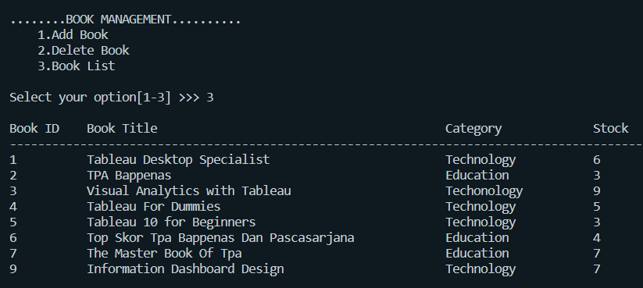 ........BOOK MANAGEMENT..........
1.Add Book
2.Delete Book
3.Book List
Select your option[1-3] >>> 3
Book ID Book Title Category Stock
--------------------------------------------------------------------------------
1 Tableau Desktop Specialist Technology 6
2 TPA Bappenas Education 3
3 Visual Analytics with Tableau Techonology 9
4 Tableau For Dummies Technology 5
5 Tableau 10 for Beginners Technology 3
6 Top Skor Tpa Bappenas Dan Pascasarjana Education 4
7 The Master Book Of Tpa Education 7
9 Information Dashboard Design Technology 7